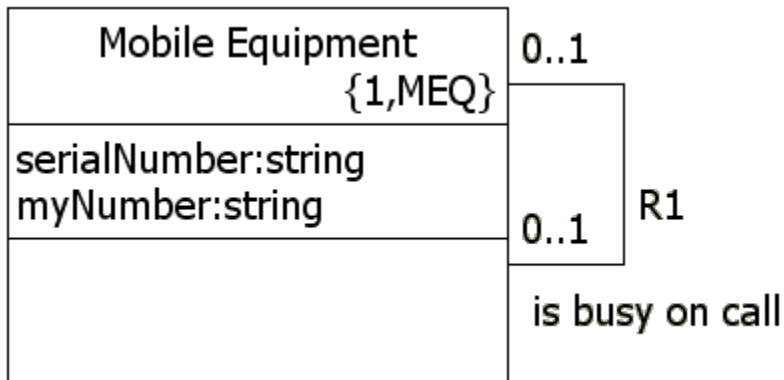 Mobile Equipment
0..1
{1,MEQ}
serialNumber:string
myNumber:string
R1
0..1
is busy on call